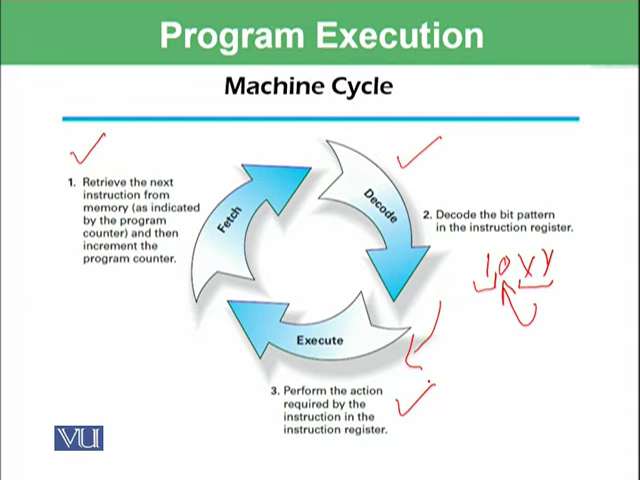 Program Execution
Machine Cycle
1. Retrieve the next
instruction from
memory (as indicated
by the program
counter) and then
increment the
program counter.
Fetch
Decode
2. Decode the bit pattern
in the instruction register.
10XY
Execute
3. Perform the action
required by the
instruction in the
instruction register.
VU